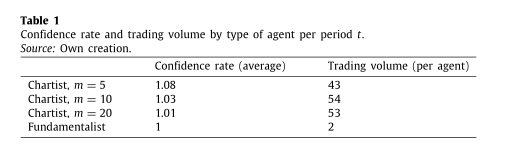 Table 1
Confidence rate and trading volume by type of agent per period t.
Source: Own creation.
Confidence rate (average) Trading volume (per agent)
Chartist, m = 5 1.08 43
Chartist, m = 10 1.03 54
Chartist, m = 20 1.01 53
Fundamentalist 1 2